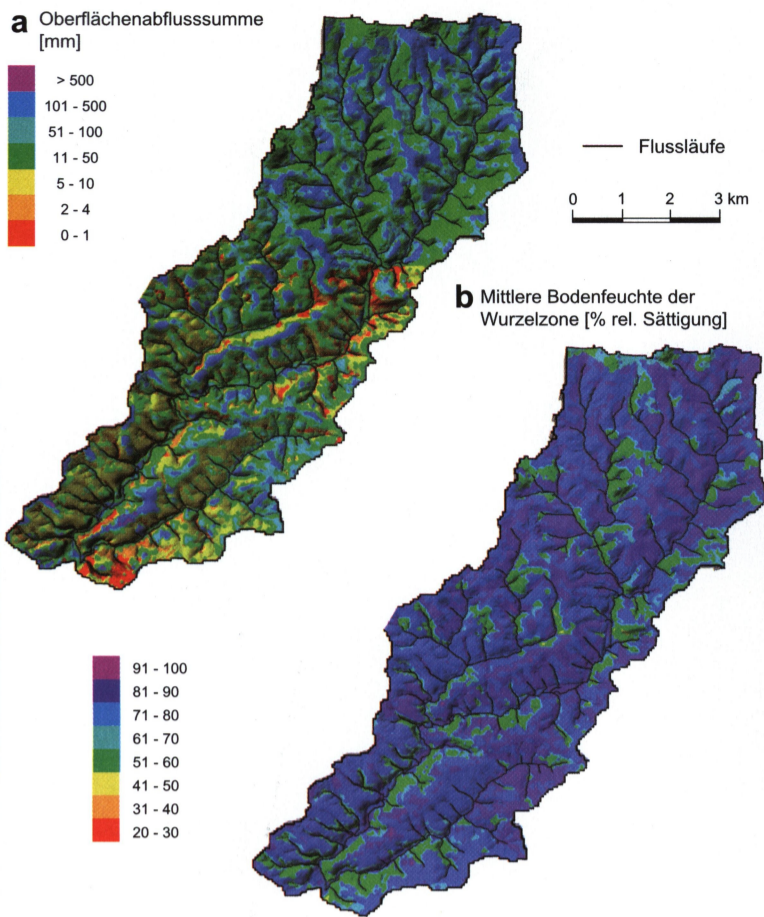 a Oberflächenabflusssumme
[mm]
> 500
101 - 500
51 - 100
11 - 50
5 - 10
2 - 4
0 - 1
Flussläufe
0 1 2 3 km
b Mittlere Bodenfeuchte der
Wurzelzone [% rel. Sättigung]
91 - 100
81 - 90
71 - 80
61 - 70
51 - 60
41 - 50
31 - 40
20 - 30